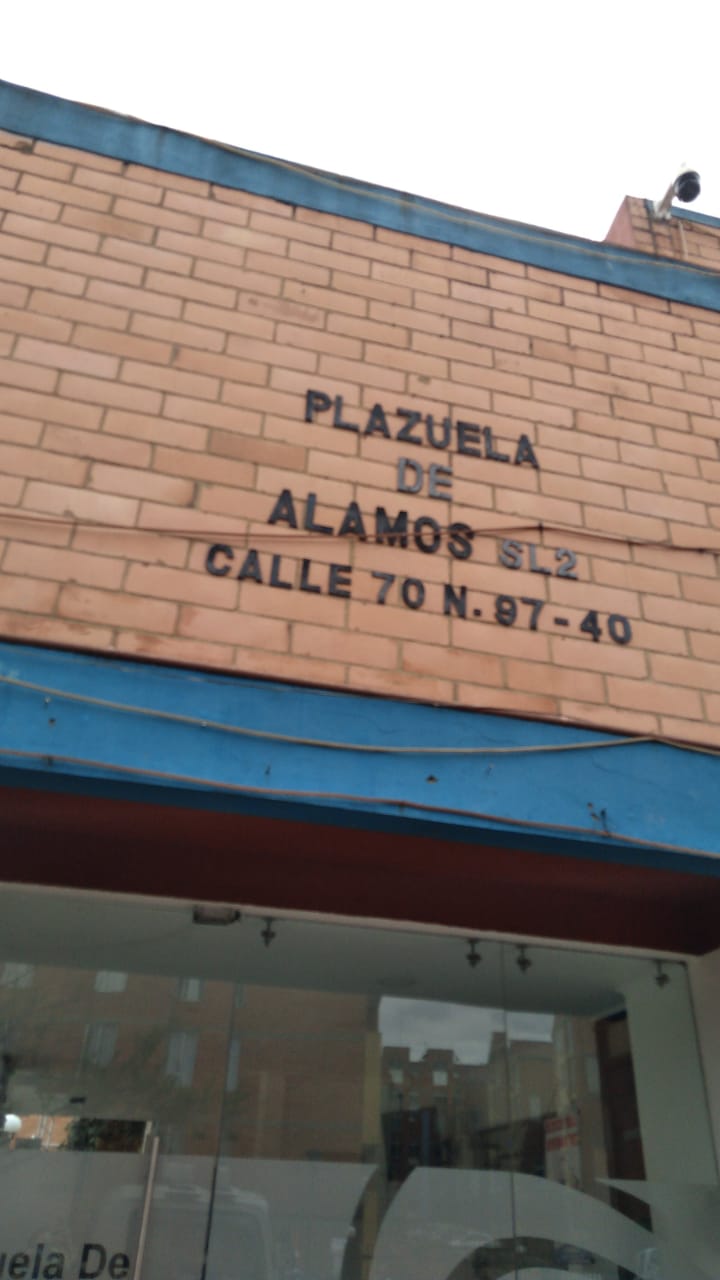 PLAZUELA
DE
ALAMOS SL2
CALLE 70 N. 97-40
uela De